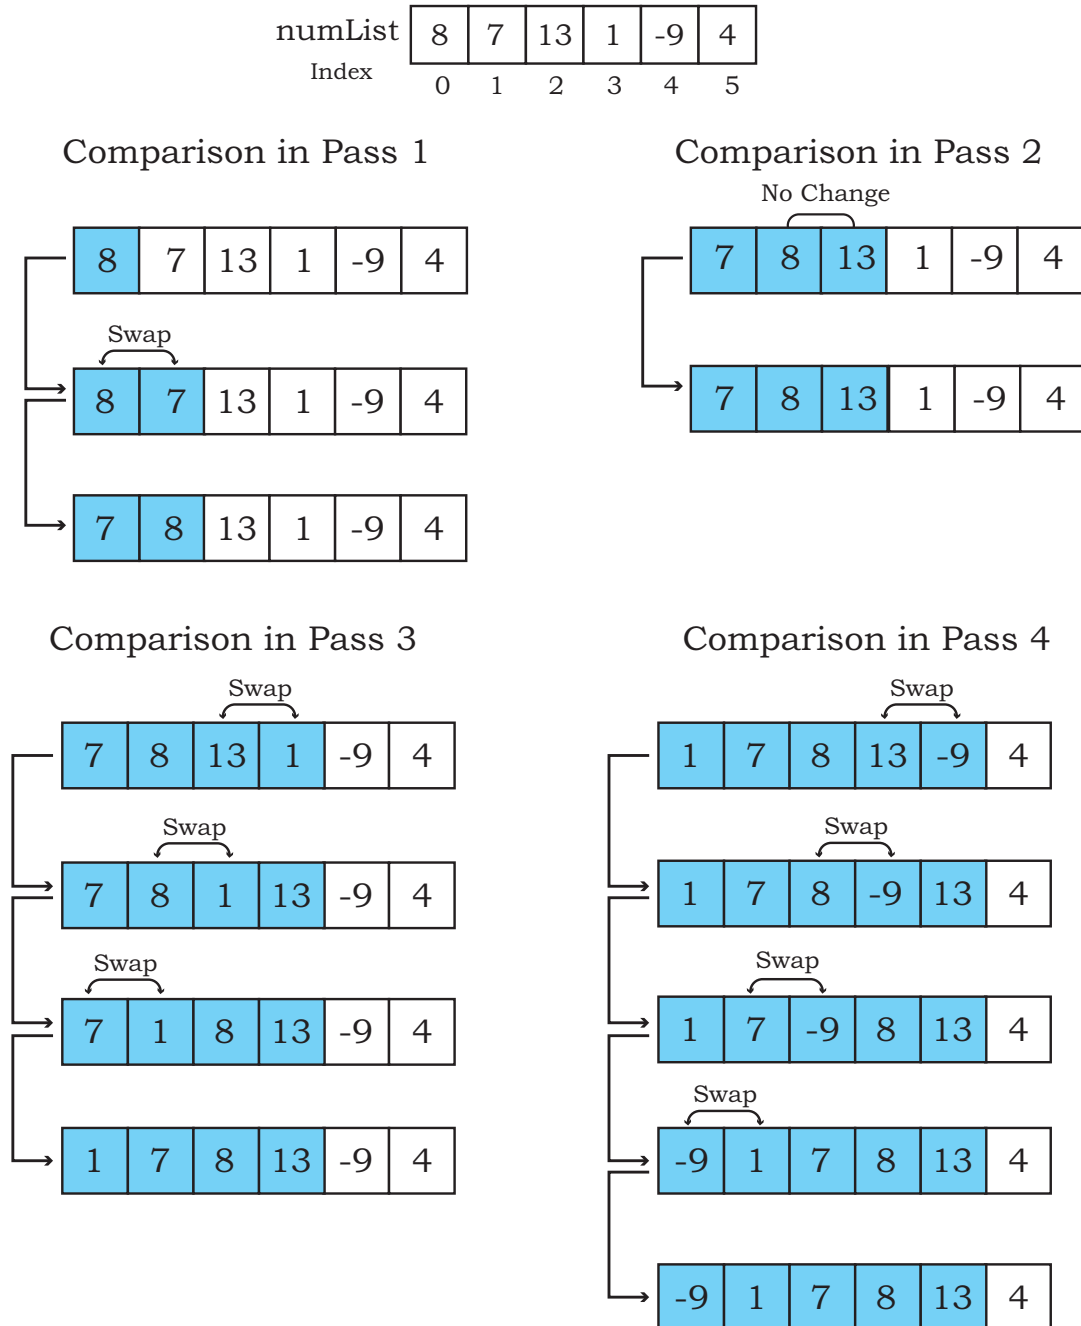 numList 8 7 13 1 -9 4
Index 0 1 2 3 4 5
Comparison in Pass 1
8 7 13 1 -9 4
Swap
8 7 13 1 -9 4
7 8 13 1 -9 4
Comparison in Pass 2
No Change
7 8 13 1 -9 4
7 8 13 1 -9 4
Comparison in Pass 3
Swap
7 8 13 1 -9 4
Swap
7 8 1 13 -9 4
Swap
7 1 8 13 -9 4
1 7 8 13 -9 4
Comparison in Pass 4
Swap
1 7 8 13 -9 4
Swap
1 7 8 -9 13 4
Swap
1 7 -9 8 13 4
Swap
-9 1 7 8 13 4
-9 1 7 8 13 4